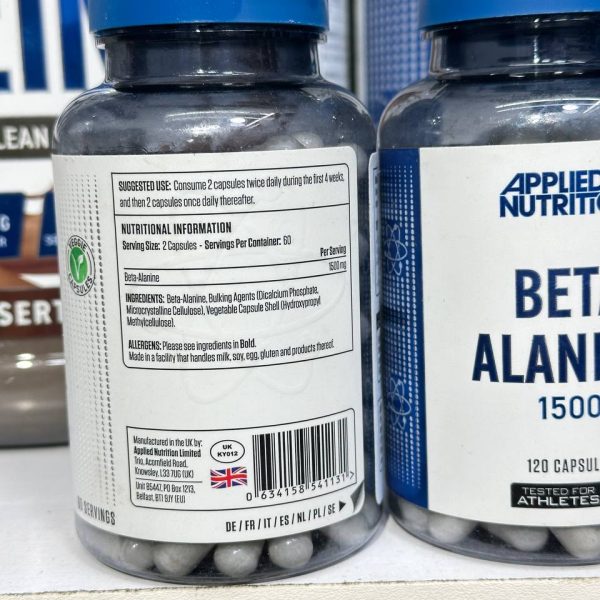 LEAN
SERT
VEGGIE
CAPSULES
SUGGESTED USE: Consume 2 capsules twice daily during the first 4 weeks,
and then 2 capsules once daily thereafter.
NUTRITIONAL INFORMATION
Serving Size: 2 Capsules - Servings Per Container: 60
Per Serving
Beta-Alanine 1500mg
INGREDIENTS: Beta-Alanine, Bulking Agents (Dicalcium Phosphate,
Microcrystalline Cellulose), Vegetable Capsule Shell (Hydroxypropyl
Methylcellulose).
ALLERGENS: Please see ingredients in Bold.
Made in a facility that handles milk, soy, egg, gluten and products thereof.
Manufactured in the UK by:
Applied Nutrition Limited
Trio, Acornfield Road,
Knowsley, L33 7UG (UK)
Unit B5447, PO Box 1213,
Belfast, BT1 9JY (EU)
UK
KY012
0 634158 541131 >
SERVINGS
DE / FR / IT / ES / NL / PL / SE
APPLIED
NUTRITION
BETA
ALANI
1500
120 CAPSUL
TESTED FOR
ATHLETES